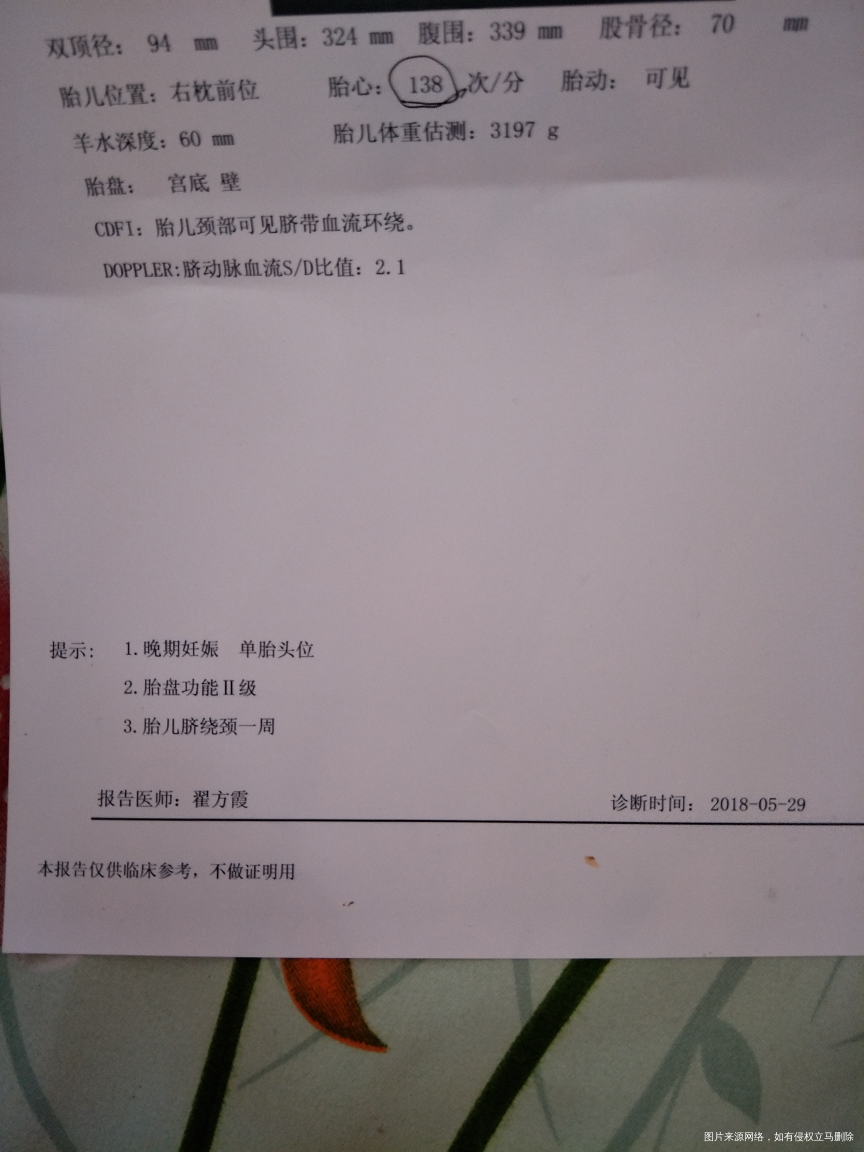 双顶径： 94 mm 头围：324 mm 腹围：339 mm 股骨径： 70 mm
胎儿位置：右枕前位 胎心：138 次/分 胎动： 可见
羊水深度：60 mm 胎儿体重估测：3197 g
胎盘： 宫底 壁
CDFI：胎儿颈部可见脐带血流环绕。
DOPPLER:脐动脉血流S/D比值：2.1
提示： 1.晚期妊娠 单胎头位
2.胎盘功能Ⅱ级
3.胎儿脐绕颈一周
报告医师：翟方霞 诊断时间： 2018-05-29
本报告仅供临床参考，不做证明用
图片来源网络，如有侵权立马删除